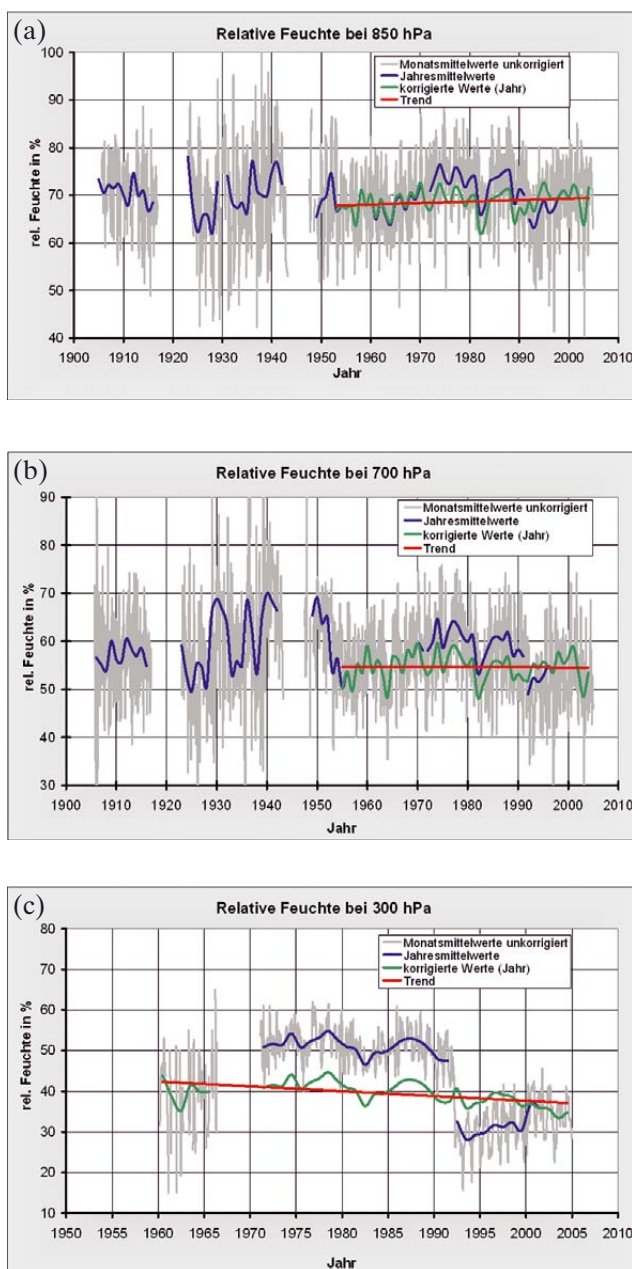 (a)
Relative Feuchte bei 850 hPa
Monatsmittelwerte unkorrigiert
Jahresmittelwerte
korrigierte Werte (Jahr)
Trend
rel. Feuchte in %
100
90
80
70
60
50
40
1900 1910 1920 1930 1940 1950 1960 1970 1980 1990 2000 2010
Jahr
(b)
Relative Feuchte bei 700 hPa
Monatsmittelwerte unkorrigiert
Jahresmittelwerte
korrigierte Werte (Jahr)
Trend
rel. Feuchte in %
90
80
70
60
50
40
30
1900 1910 1920 1930 1940 1950 1960 1970 1980 1990 2000 2010
Jahr
(c)
Relative Feuchte bei 300 hPa
Monatsmittelwerte unkorrigiert
Jahresmittelwerte
korrigierte Werte (Jahr)
Trend
rel. Feuchte in %
80
70
60
50
40
30
20
10
1950 1955 1960 1965 1970 1975 1980 1985 1990 1995 2000 2005 2010
Jahr